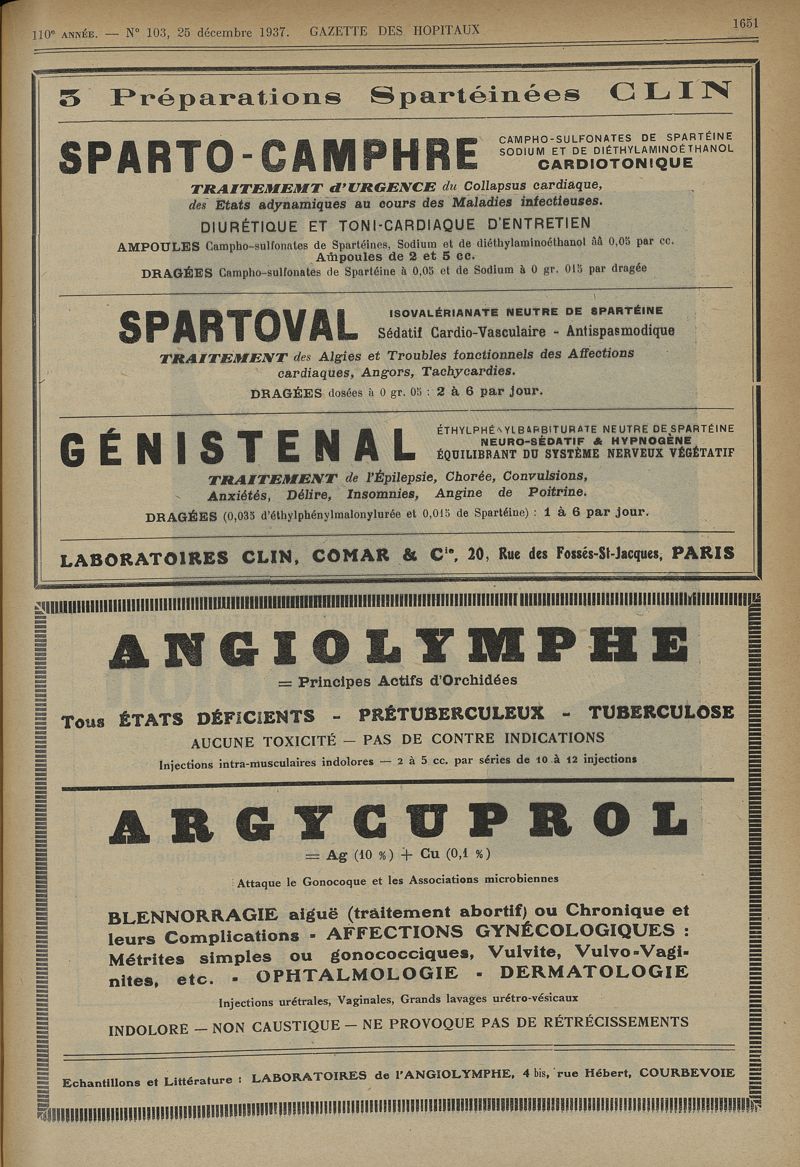 110e ANNÉE. — N° 103, 25 décembre 1937. GAZETTE DES HOPITAUX 1651
3 Préparations Spartéinées CLIN
SPARTO-CAMPHRE
CAMPHO-SULFONATES DE SPARTÉINE
SODIUM ET DE DIÉTHYLAMINOÉTHANOL
CARDIOTONIQUE
TRAITEMEMT d'URGENCE du Collapsus cardiaque,
des Etats adynamiques au cours des Maladies infectieuses.
DIURÉTIQUE ET TONI-CARDIAQUE D'ENTRETIEN
AMPOULES Campho-sulfonates de Spartéines, Sodium et de diéthylaminoéthanol ââ 0,05 par cc.
Ampoules de 2 et 5 cc.
DRAGÉES Campho-sulfonates de Spartéine à 0,05 et de Sodium à 0 gr. 015 par dragée
SPARTOVAL
ISOVALÉRIANATE NEUTRE DE SPARTÉINE
Sédatif Cardio-Vasculaire - Antispasmodique
TRAITEMENT des Algies et Troubles fonctionnels des Affections
cardiaques, Angors, Tachycardies.
DRAGÉES dosées à 0 gr. 05 : 2 à 6 par jour.
GÉNISTENAL
ÉTHYLPHÉNYLBARBITURATE NEUTRE DE SPARTÉINE
NEURO-SÉDATIF & HYPNOGÈNE
ÉQUILIBRANT DU SYSTÈME NERVEUX VÉGÉTATIF
TRAITEMENT de l'Épilepsie, Chorée, Convulsions,
Anxiétés, Délire, Insomnies, Angine de Poitrine.
DRAGÉES (0,035 d'éthylphénylmalonylurée et 0,015 de Spartéine) : 1 à 6 par jour.
LABORATOIRES CLIN, COMAR & Cie, 20, Rue des Fossés-St-Jacques, PARIS
ANGIOLYMPHE
= Principes Actifs d'Orchidées
Tous ÉTATS DÉFICIENTS - PRÉTUBERCULEUX - TUBERCULOSE
AUCUNE TOXICITÉ — PAS DE CONTRE INDICATIONS
Injections intra-musculaires indolores — 2 à 5 cc. par séries de 10 à 12 injections
ARGYCUPROL
= Ag (10 %) + Cu (0,1 %)
Attaque le Gonocoque et les Associations microbiennes
BLENNORRAGIE aiguë (traitement abortif) ou Chronique et
leurs Complications - AFFECTIONS GYNÉCOLOGIQUES :
Métrites simples ou gonococciques, Vulvite, Vulvo-Vagi-
nites, etc. - OPHTALMOLOGIE - DERMATOLOGIE
Injections urétrales, Vaginales, Grands lavages urétro-vésicaux
INDOLORE — NON CAUSTIQUE — NE PROVOQUE PAS DE RÉTRÉCISSEMENTS
Echantillons et Littérature : LABORATOIRES de l'ANGIOLYMPHE, 4 bis, rue Hébert, COURBEVOIE